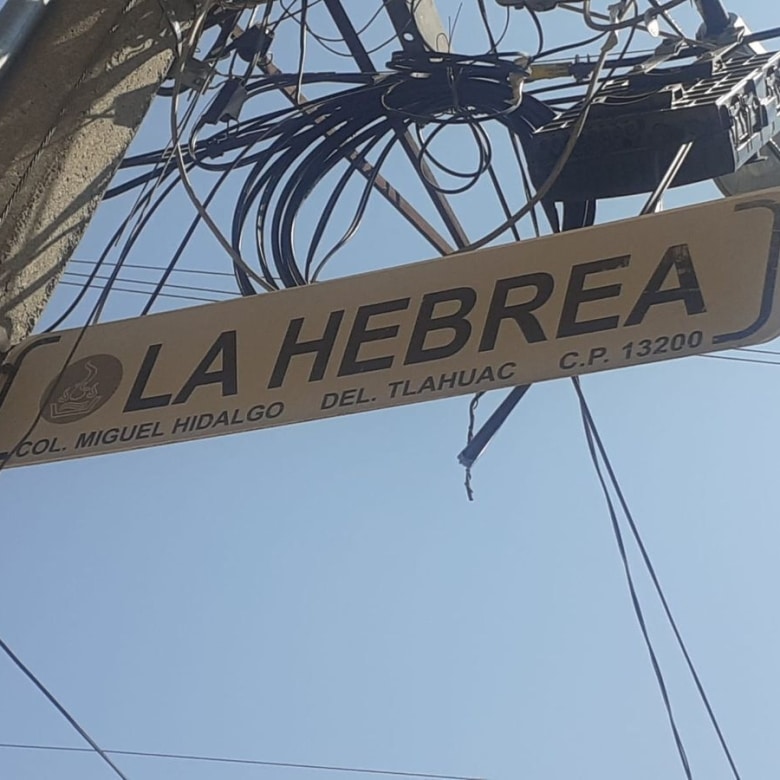 LA HEBREA
COL. MIGUEL HIDALGO DEL. TLAHUAC C.P. 13200